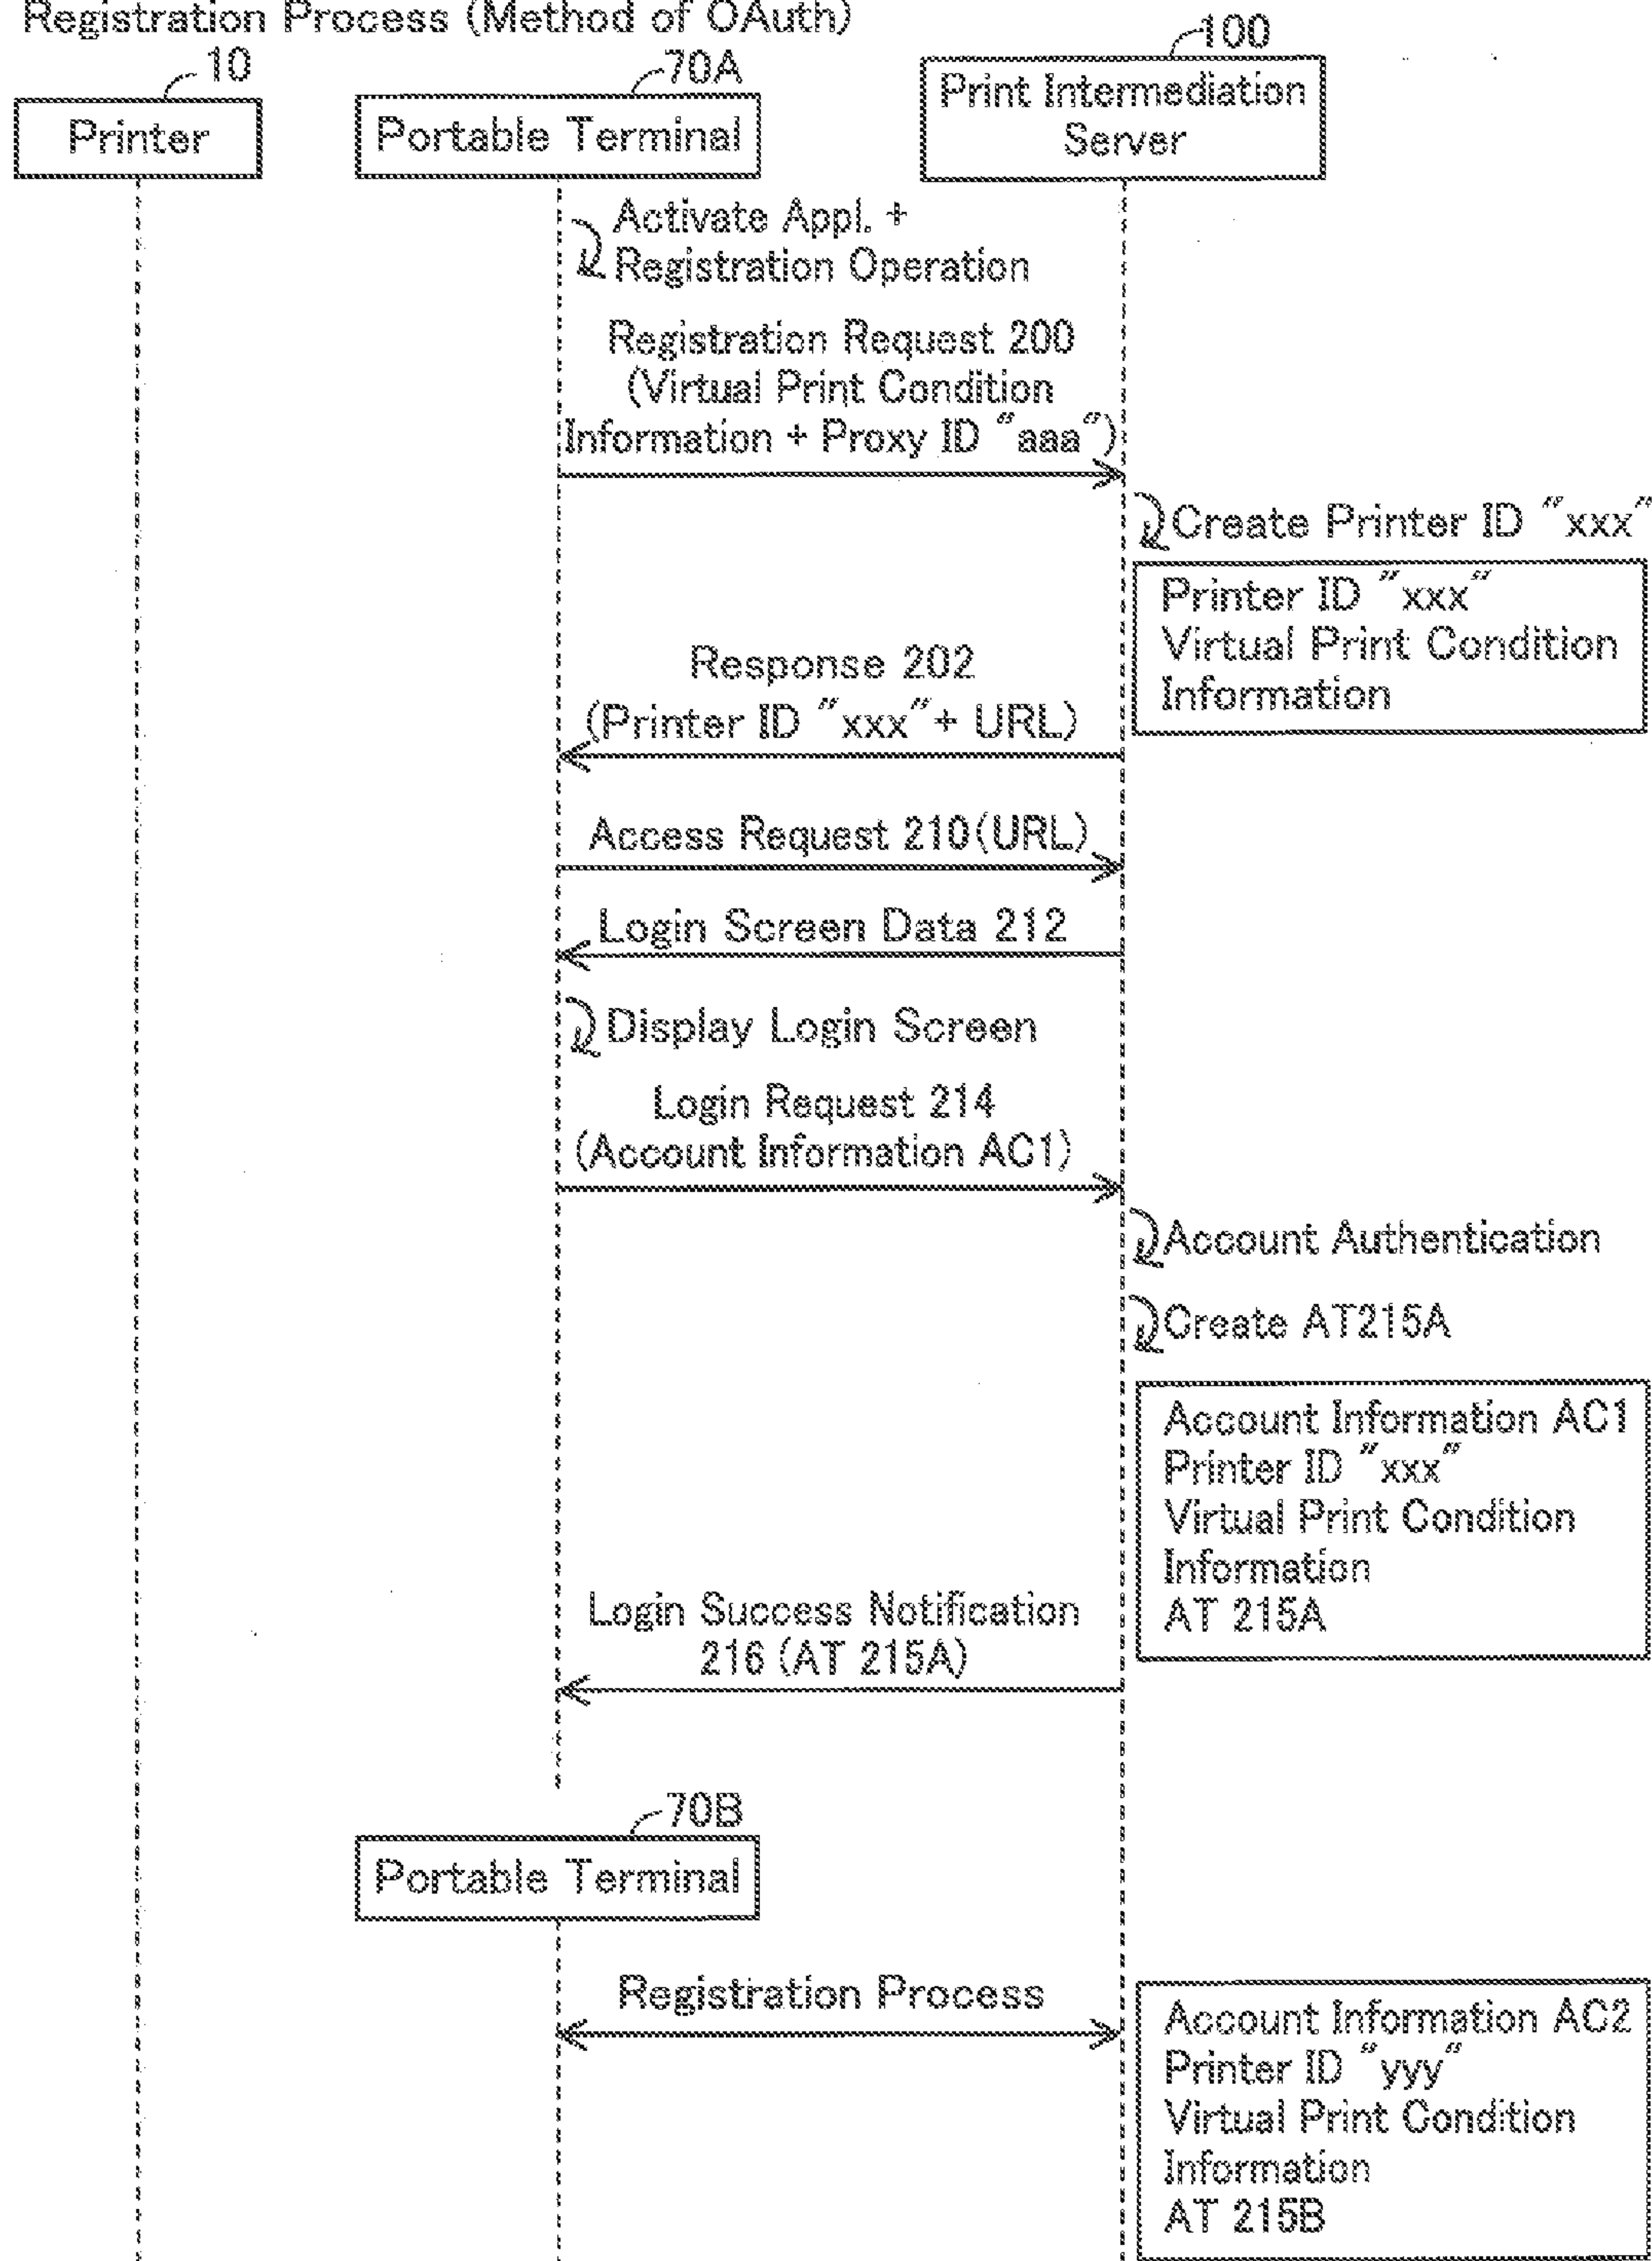 Registration Process (Method of OAuth)
10
70A
100
Printer
Portable Terminal
Print Intermediation
Server
Activate Appl. +
Registration Operation
Registration Request 200
(Virtual Print Condition
Information + Proxy ID "aaa")
Create Printer ID "xxx"
Printer ID "xxx"
Virtual Print Condition
Information
Response 202
(Printer ID "xxx"+ URL)
Access Request 210(URL)
Login Screen Data 212
Display Login Screen
Login Request 214
(Account Information AC1)
Account Authentication
Create AT215A
Account Information AC1
Printer ID "xxx"
Virtual Print Condition
Information
AT 215A
Login Success Notification
216 (AT 215A)
70B
Portable Terminal
Registration Process
Account Information AC2
Printer ID "yyy"
Virtual Print Condition
Information
AT 215B